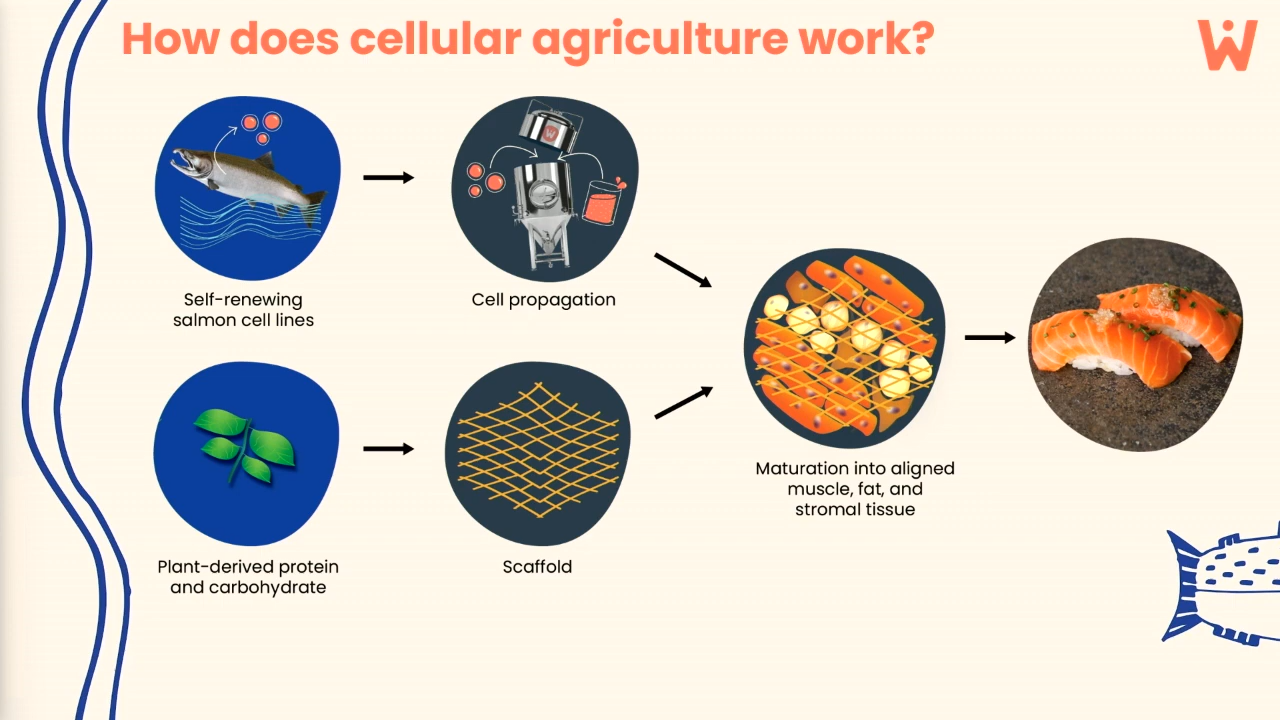 How does cellular agriculture work?
W
Self-renewing
salmon cell lines
Cell propagation
Plant-derived protein
and carbohydrate
Scaffold
Maturation into aligned
muscle, fat, and
stromal tissue